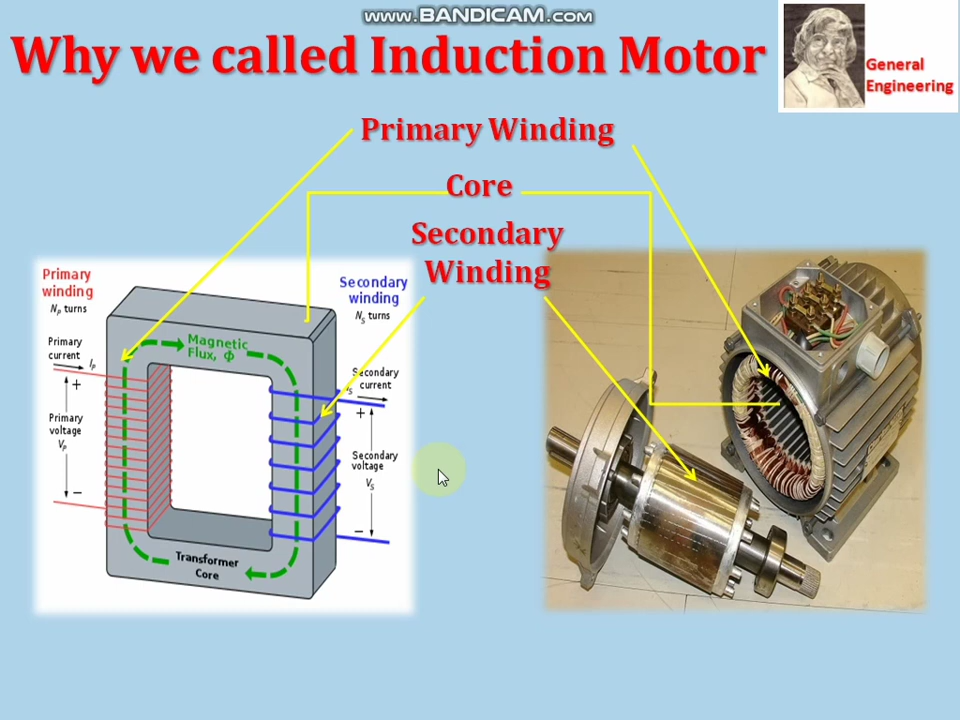 www.BANDICAM.com
Why we called Induction Motor
General
Engineering
Primary Winding
Core
Secondary
Winding
Primary
winding
Nₚ turns
Primary
current
Iₚ
+
Primary
voltage
Vₚ
−
Magnetic
Flux, ϕ
Transformer
Core
Secondary
winding
Nₛ turns
Secondary
current
+
Secondary
voltage
Vₛ
−